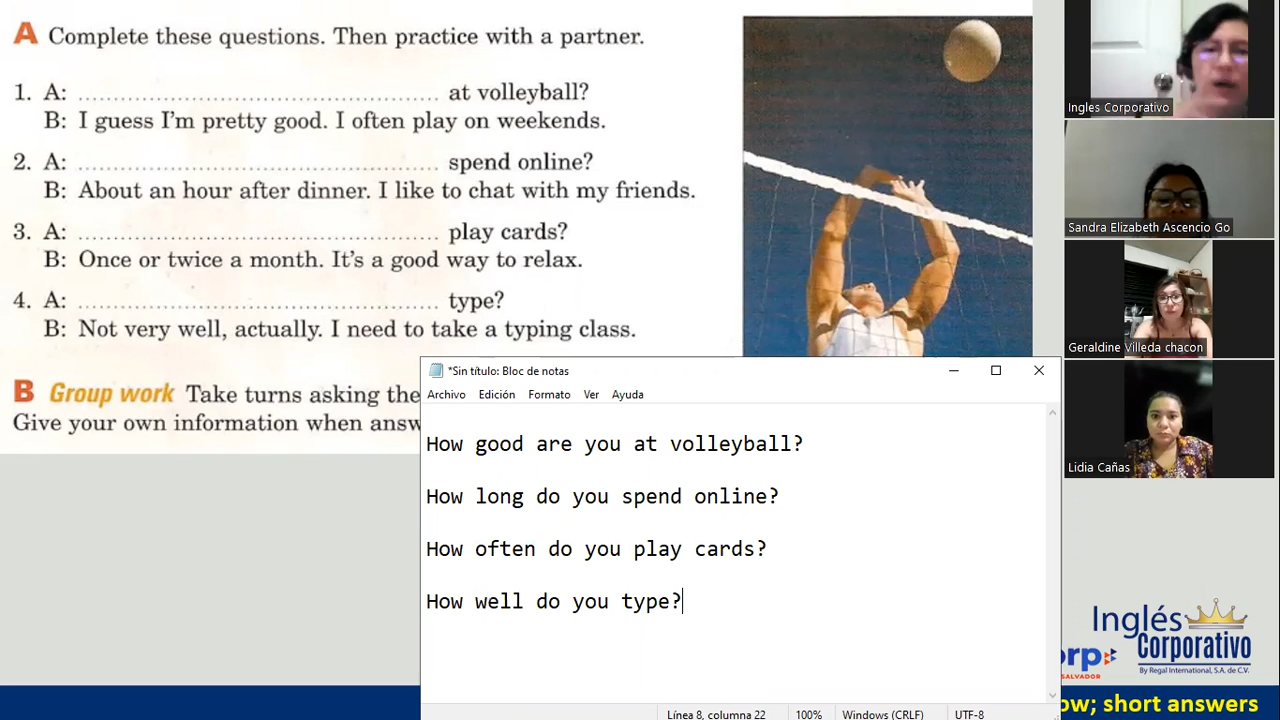 A Complete these questions. Then practice with a partner.
1. A: ........................................................ at volleyball?
B: I guess I'm pretty good. I often play on weekends.
2. A: ........................................................ spend online?
B: About an hour after dinner. I like to chat with my friends.
3. A: ........................................................ play cards?
B: Once or twice a month. It's a good way to relax.
4. A: ........................................................ type?
B: Not very well, actually. I need to take a typing class.
B Group work Take turns asking the
Give your own information when answ
*Sin título: Bloc de notas
Archivo Edición Formato Ver Ayuda
How good are you at volleyball?
How long do you spend online?
How often do you play cards?
How well do you type?
Línea 8, columna 22 100% Windows (CRLF) UTF-8
Ingles Corporativo
Sandra Elizabeth Ascencio Go
Geraldine Villeda chacon
Lidia Cañas
Inglés
Corporativo
By Regal International, S.A. de C.V.
orp
SALVADOR
ow; short answers